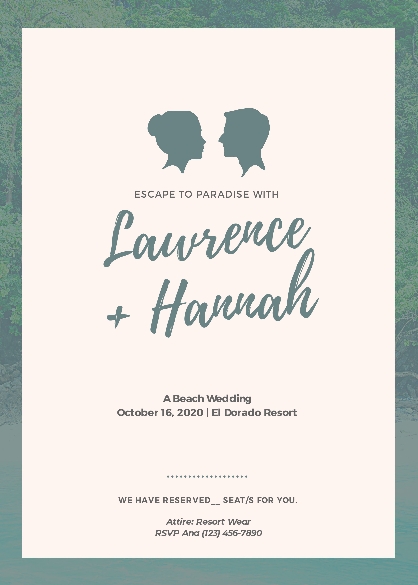 ESCAPE TO PARADISE WITH
Lawrence
+ Hannah
A Beach Wedding
October 16, 2020 | El Dorado Resort
WE HAVE RESERVED__ SEAT/S FOR YOU.
Attire: Resort Wear
RSVP Ana (123) 456-7890